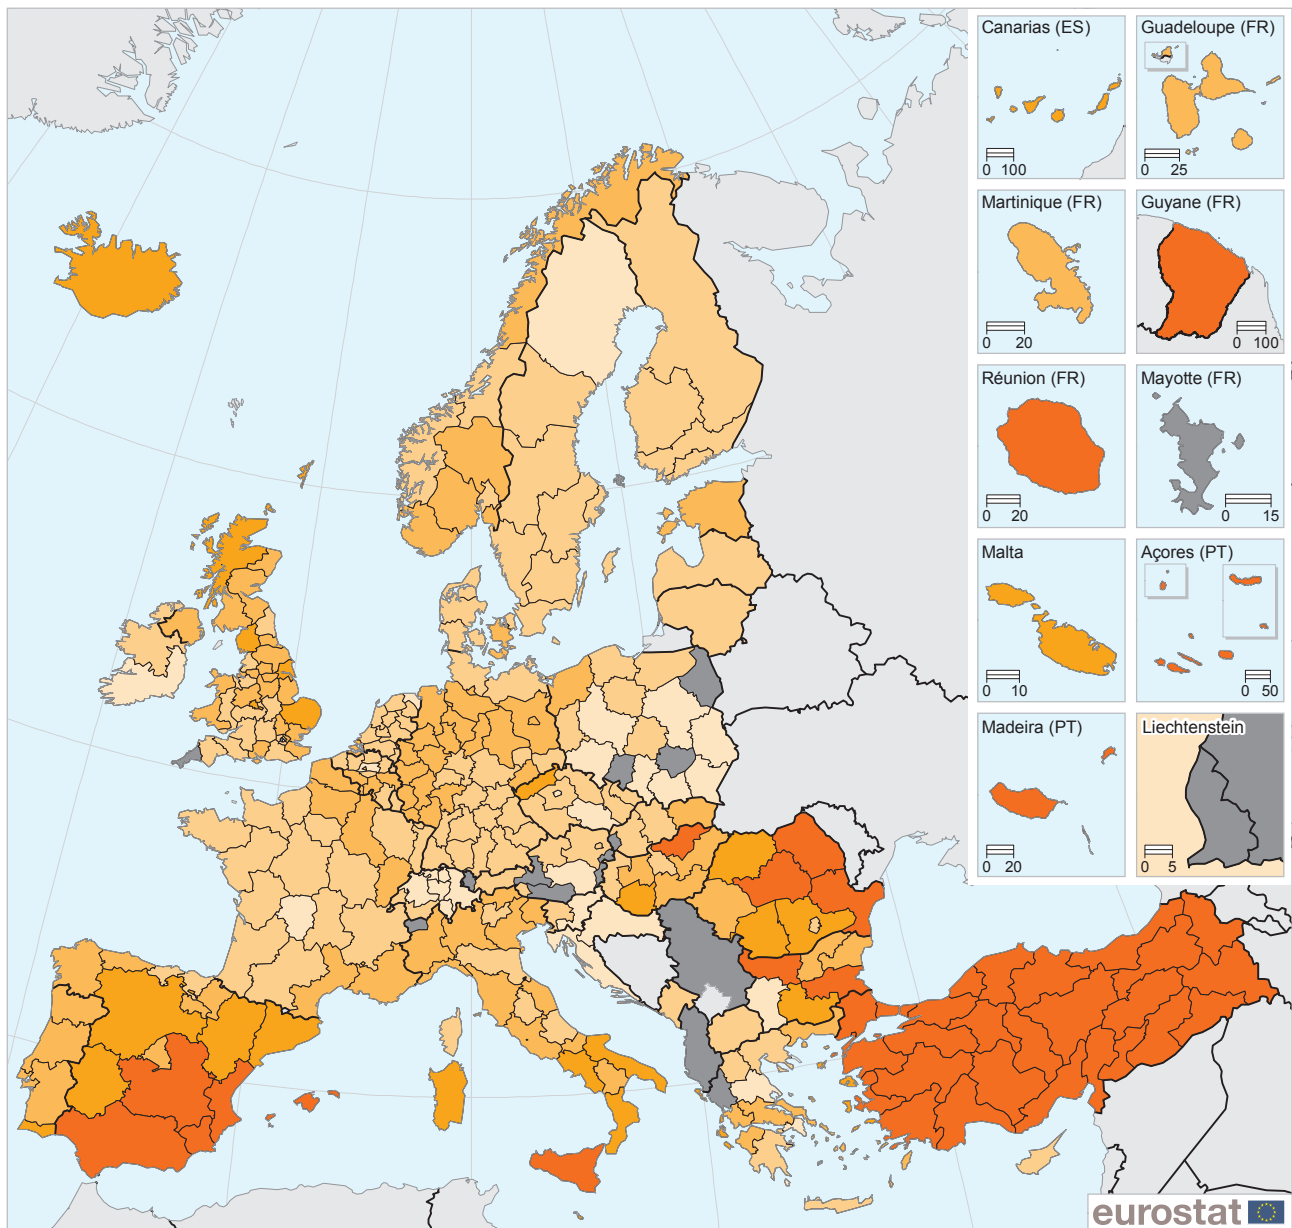 Canarias (ES)
0 100
Guadeloupe (FR)
0 25
Martinique (FR)
0 20
Guyane (FR)
0 100
Réunion (FR)
0 20
Mayotte (FR)
0 15
Malta
0 10
Açores (PT)
0 50
Madeira (PT)
0 20
Liechtenstein
0 5
eurostat